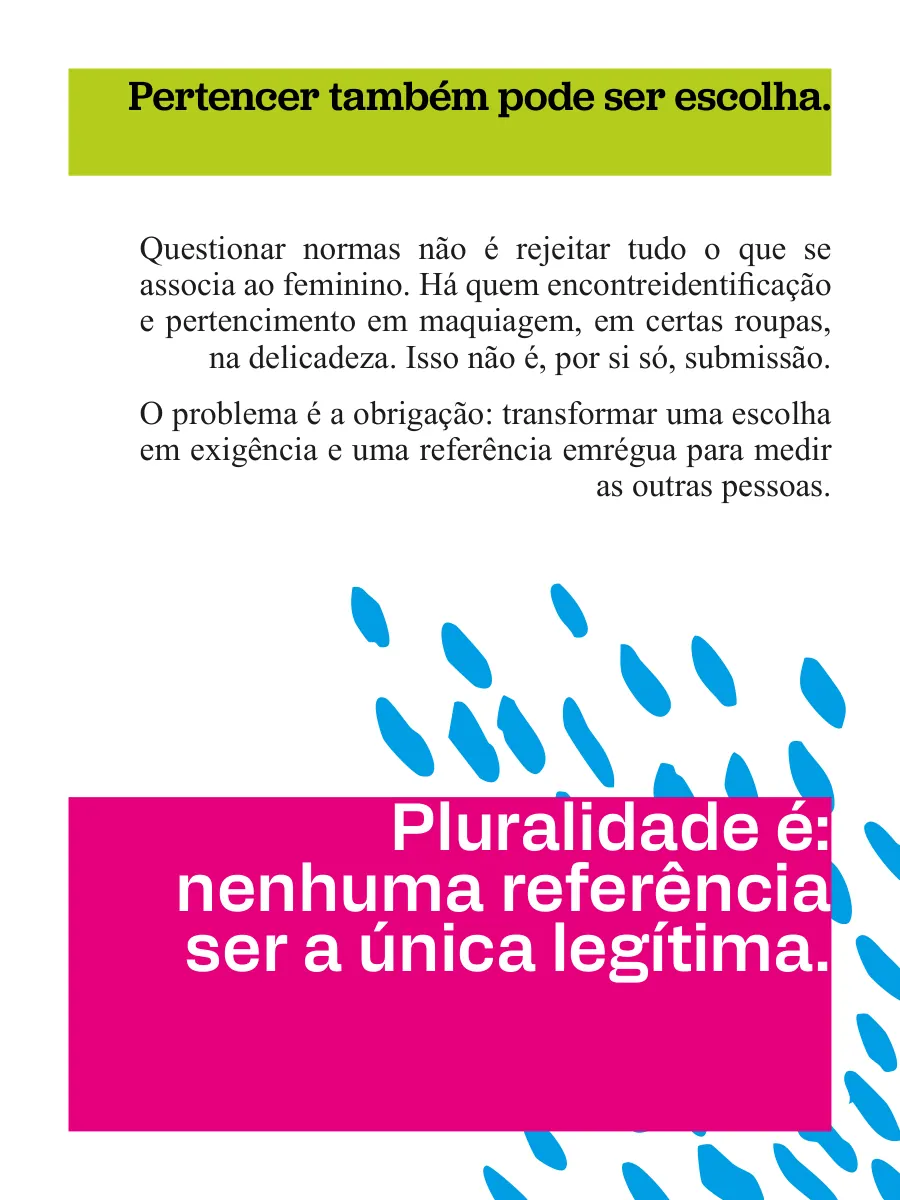 Pertencer também pode ser escolha.
Questionar normas não é rejeitar tudo o que se
associa ao feminino. Há quem encontreidentificação
e pertencimento em maquiagem, em certas roupas,
na delicadeza. Isso não é, por si só, submissão.
O problema é a obrigação: transformar uma escolha
em exigência e uma referência emrégua para medir
as outras pessoas.
Pluralidade é:
nenhuma referência
ser a única legítima.